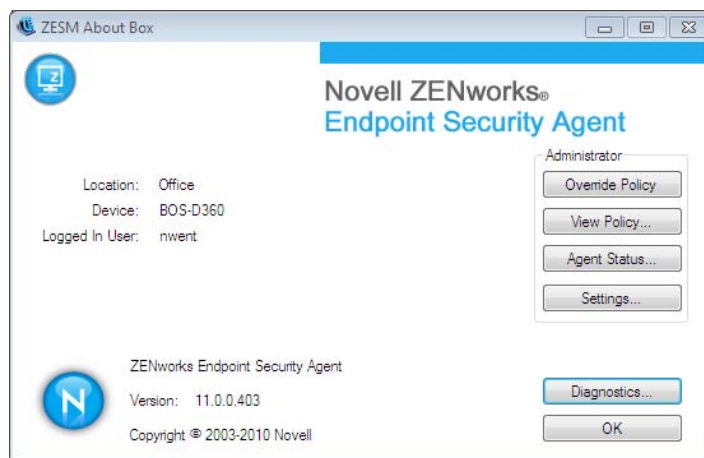 ZESM About Box
Novell ZENworks®
Endpoint Security Agent
Administrator
Override Policy
View Policy...
Agent Status...
Settings...
Location: Office
Device: BOS-D360
Logged In User: nwent
ZENworks Endpoint Security Agent
Version: 11.0.0.403
Copyright © 2003-2010 Novell
Diagnostics...
OK
Z
N